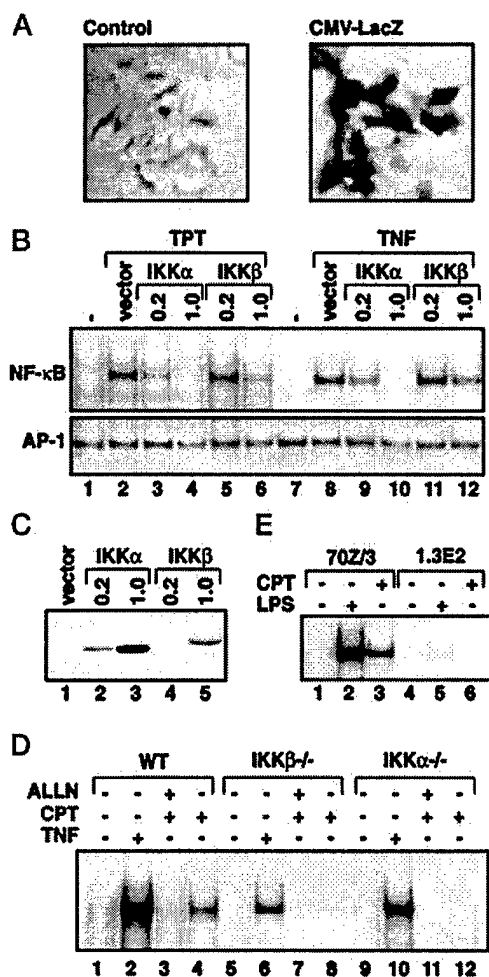 A
Control
CMV-LacZ
B
TPT
TNF
vector
IKKα
IKKβ
-
vector
IKKα
IKKβ
- 0.2 1.0 0.2 1.0 0.2 1.0 0.2 1.0
NF-κB
AP-1
1 2 3 4 5 6 7 8 9 10 11 12
C
vector
IKKα
IKKβ
0.2 1.0 0.2 1.0
1 2 3 4 5
E
70Z/3
1.3E2
CPT - - + - - +
LPS - + - - + -
1 2 3 4 5 6
D
WT
IKKβ-/-
IKKα-/-
ALLN - - + - - - + - - - + -
CPT - - + + - - + + - - + +
TNF - + - - - + - - - + - -
1 2 3 4 5 6 7 8 9 10 11 12